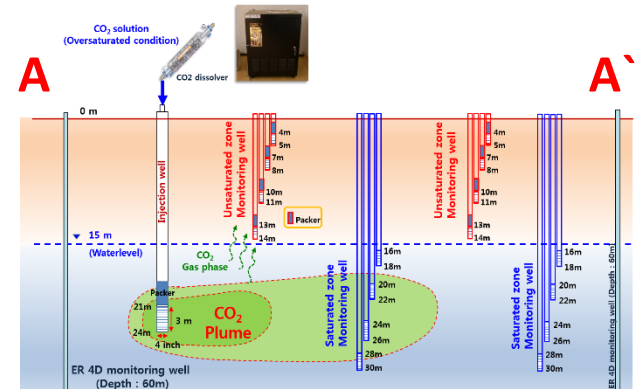 CO2 solution
(Oversaturated condition)
CO2 dissolver
A
A`
0 m
Injection well
Unsaturated zone
Monitoring well
4m
5m
7m
8m
10m
11m
13m
14m
Packer
Unsaturated zone
Monitoring well
4m
5m
7m
8m
10m
11m
13m
14m
15 m
(Waterlevel)
CO2
Gas phase
Packer
21m
3 m
24m
4 inch
CO2
Plume
Saturated zone
Monitoring well
16m
18m
20m
22m
24m
26m
28m
30m
Saturated zone
Monitoring well
16m
18m
20m
22m
24m
26m
28m
30m
ER 4D monitoring well
(Depth : 60m)
ER 4D monitoring well (Depth : 60m)